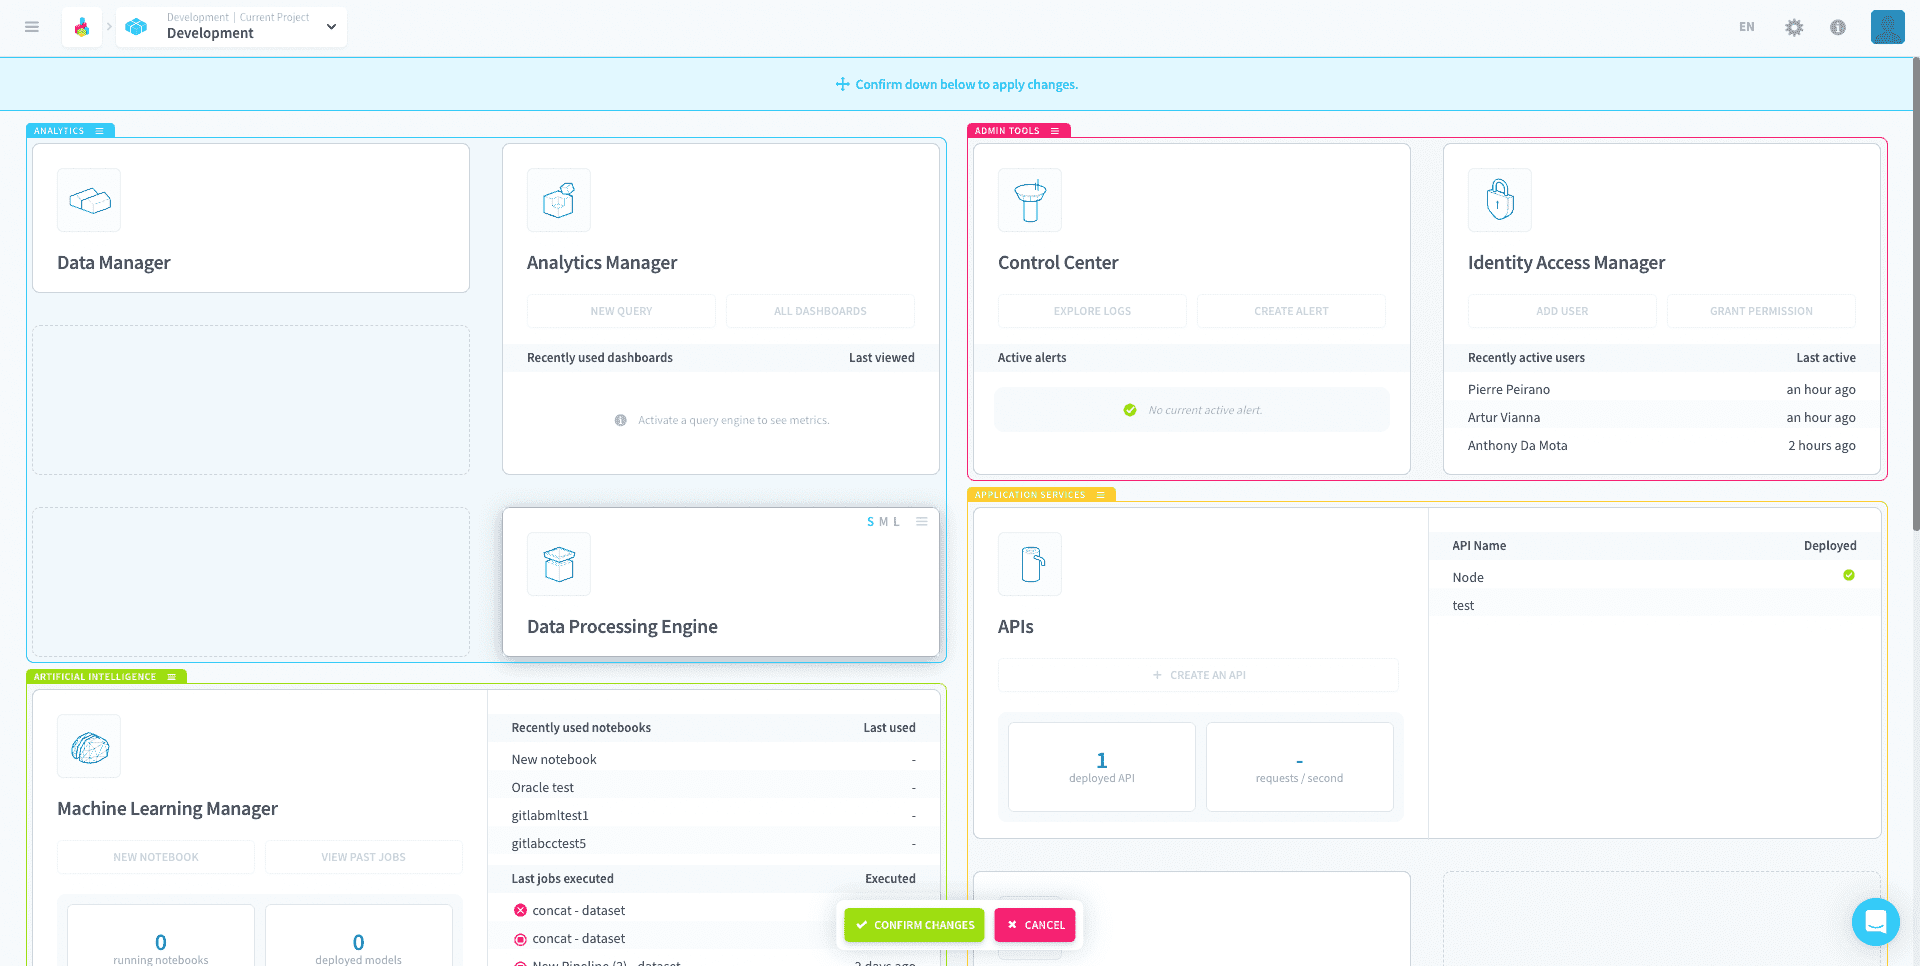 Development | Current Project
Development
EN
Confirm down below to apply changes.
ANALYTICS
Data Manager
Analytics Manager
NEW QUERY
ALL DASHBOARDS
Recently used dashboards Last viewed
Activate a query engine to see metrics.
S M L
Data Processing Engine
ADMIN TOOLS
Control Center
EXPLORE LOGS
CREATE ALERT
Active alerts
No current active alert.
Identity Access Manager
ADD USER
GRANT PERMISSION
Recently active users Last active
Pierre Peirano an hour ago
Artur Vianna an hour ago
Anthony Da Mota 2 hours ago
ARTIFICIAL INTELLIGENCE
Machine Learning Manager
NEW NOTEBOOK
VIEW PAST JOBS
0
running notebooks
0
deployed models
Recently used notebooks Last used
New notebook -
Oracle test -
gitlabmltest1 -
gitlabcctest5 -
Last jobs executed Executed
concat - dataset
concat - dataset
New Pipeline (2) - dataset 2 days ago
APPLICATION SERVICES
APIs
+ CREATE AN API
1
deployed API
-
requests / second
API Name Deployed
Node
test
CONFIRM CHANGES
CANCEL